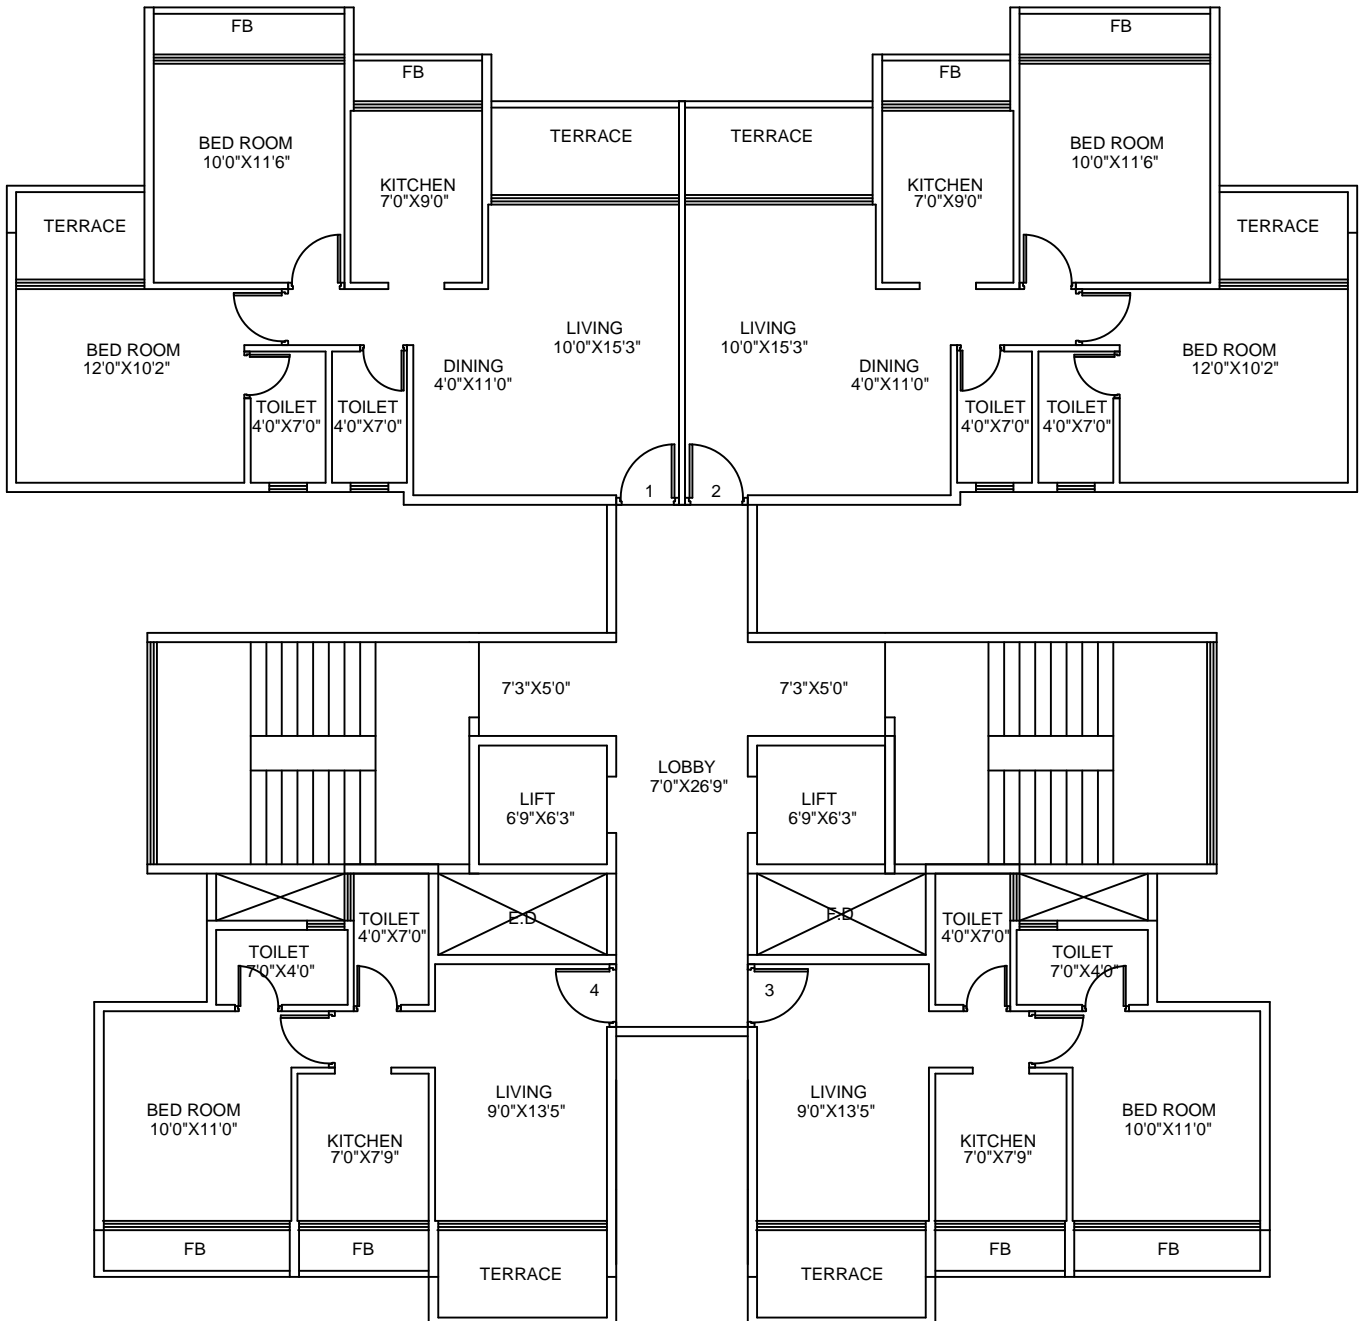 FB
FB
FB
FB
BED ROOM
10'0"X11'6"
TERRACE
TERRACE
BED ROOM
10'0"X11'6"
KITCHEN
7'0"X9'0"
KITCHEN
7'0"X9'0"
TERRACE
TERRACE
BED ROOM
12'0"X10'2"
LIVING
10'0"X15'3"
LIVING
10'0"X15'3"
BED ROOM
12'0"X10'2"
DINING
4'0"X11'0"
DINING
4'0"X11'0"
TOILET
4'0"X7'0"
TOILET
4'0"X7'0"
TOILET
4'0"X7'0"
TOILET
4'0"X7'0"
1
2
7'3"X5'0"
7'3"X5'0"
LOBBY
7'0"X26'9"
LIFT
6'9"X6'3"
LIFT
6'9"X6'3"
TOILET
4'0"X7'0"
E.D
F.D
TOILET
4'0"X7'0"
TOILET
7'0"X4'0"
TOILET
7'0"X4'0"
4
3
BED ROOM
10'0"X11'0"
LIVING
9'0"X13'5"
LIVING
9'0"X13'5"
BED ROOM
10'0"X11'0"
KITCHEN
7'0"X7'9"
KITCHEN
7'0"X7'9"
FB
FB
FB
FB
TERRACE
TERRACE